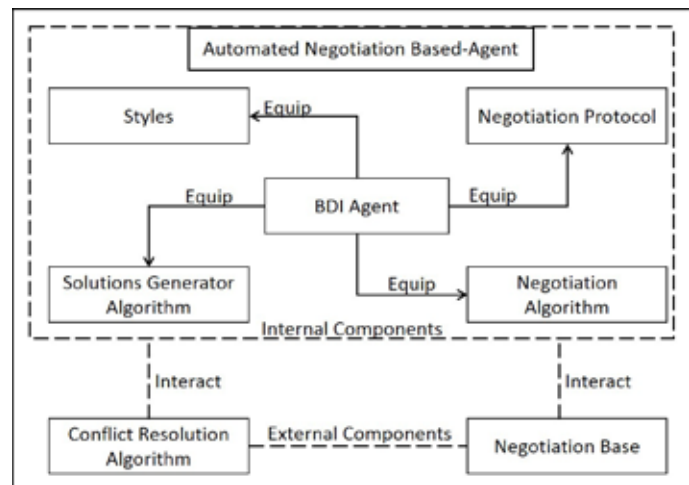 Automated Negotiation Based-Agent
Styles
Equip
Negotiation Protocol
Equip
BDI Agent
Equip
Solutions Generator
Algorithm
Equip
Negotiation
Algorithm
Internal Components
Interact
Interact
Conflict Resolution
Algorithm
External Components
Negotiation Base